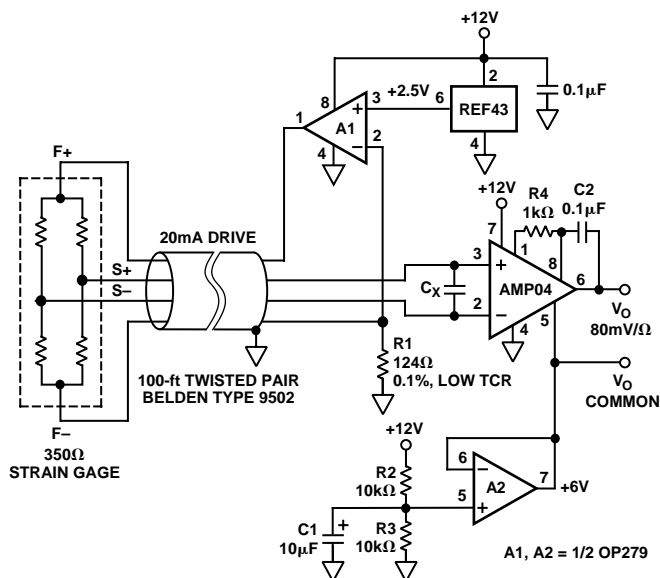 +12V
2
+2.5V
6
REF43
0.1µF
4
8
3
1
+
A1
2
−
4
F+
+12V
R4
1kΩ
C2
0.1µF
7
1
20mA DRIVE
S+
S−
3
+
8
CX
AMP04
6
2
−
5
4
VO
80mV/Ω
R1
124Ω
0.1%, LOW TCR
VO
COMMON
100-ft TWISTED PAIR
BELDEN TYPE 9502
F−
350Ω
STRAIN GAGE
+12V
R2
10kΩ
6
−
7
A2
+6V
5
+
C1
10µF
+
R3
10kΩ
A1, A2 = 1/2 OP279